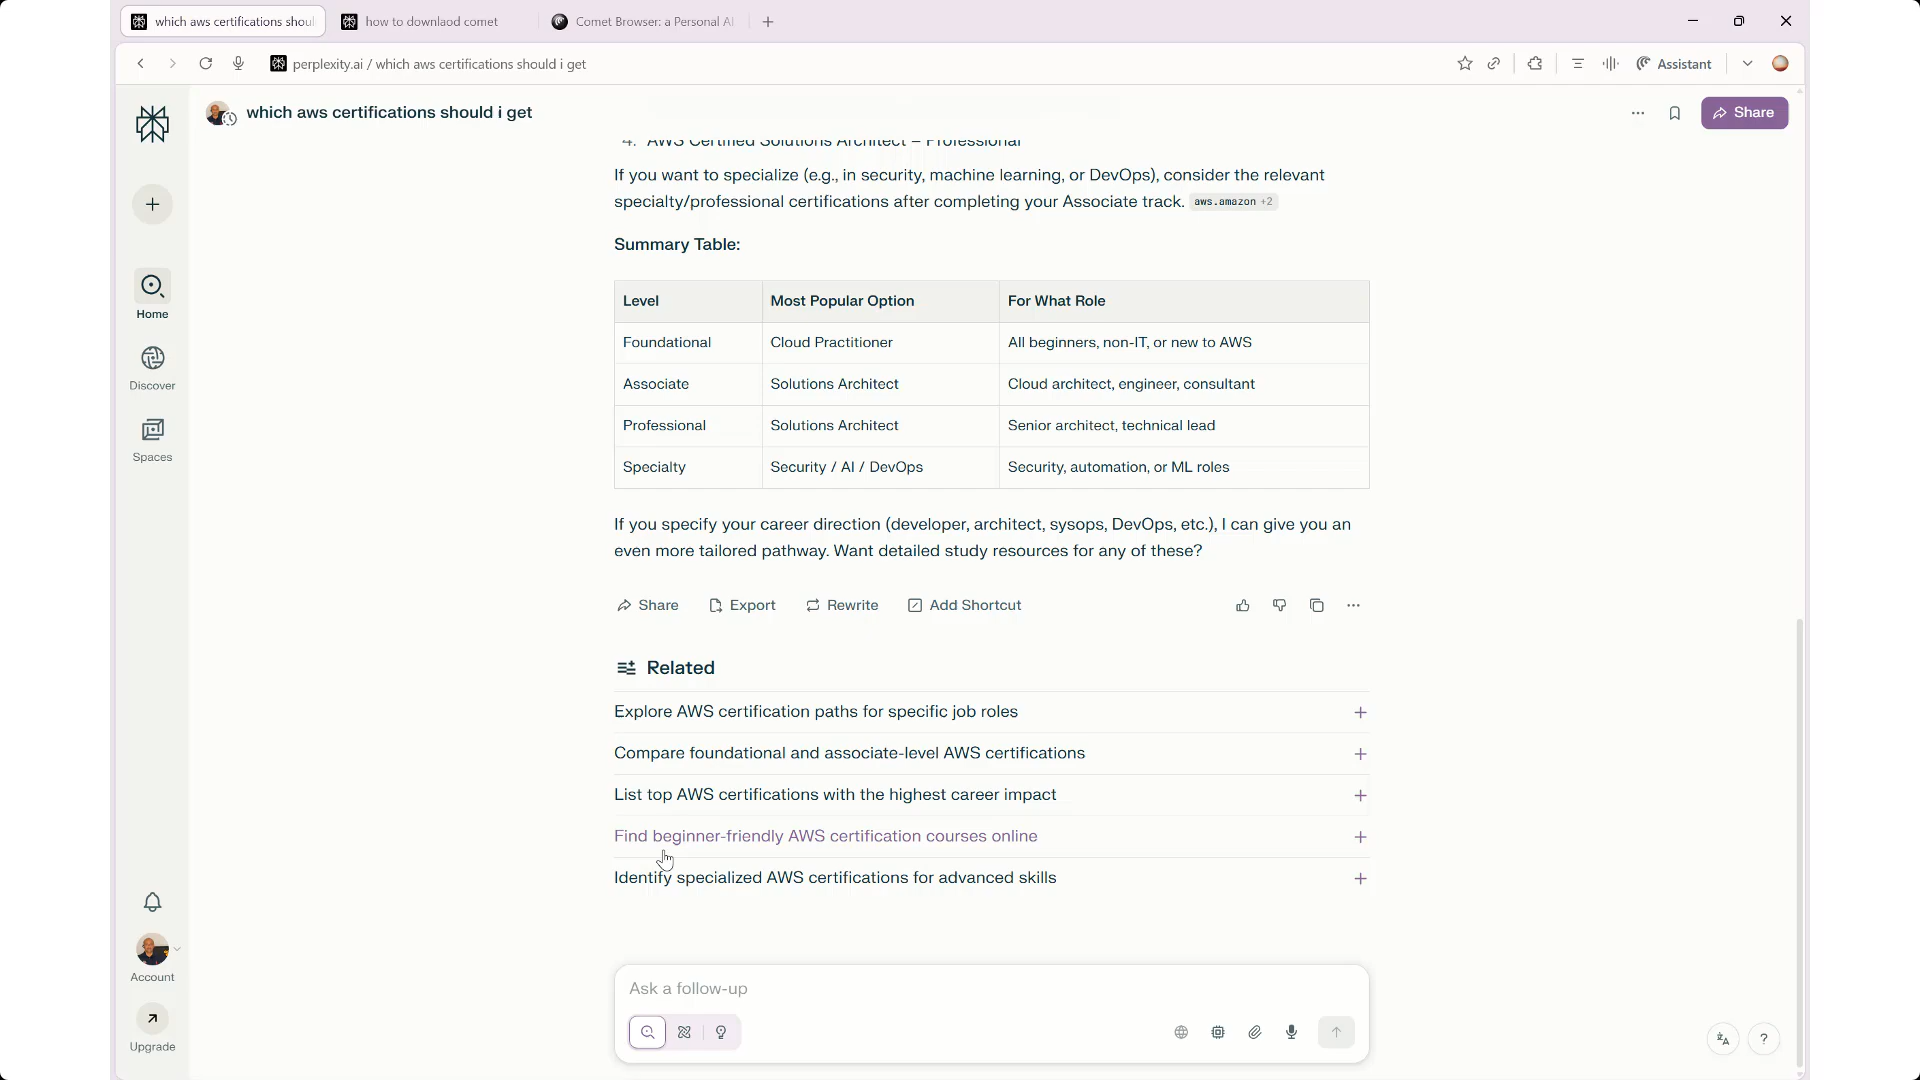 which aws certifications shoul
how to downlaod comet
Comet Browser: a Personal AI
perplexity.ai / which aws certifications should i get
Assistant
which aws certifications should i get
Share
4. AWS Certified Solutions Architect – Professional
If you want to specialize (e.g., in security, machine learning, or DevOps), consider the relevant
specialty/professional certifications after completing your Associate track. aws.amazon +2
Summary Table:
Level Most Popular Option For What Role
Foundational Cloud Practitioner All beginners, non-IT, or new to AWS
Associate Solutions Architect Cloud architect, engineer, consultant
Professional Solutions Architect Senior architect, technical lead
Specialty Security / AI / DevOps Security, automation, or ML roles
If you specify your career direction (developer, architect, sysops, DevOps, etc.), I can give you an
even more tailored pathway. Want detailed study resources for any of these?
Share Export Rewrite Add Shortcut
Related
Explore AWS certification paths for specific job roles
Compare foundational and associate-level AWS certifications
List top AWS certifications with the highest career impact
Find beginner-friendly AWS certification courses online
Identify specialized AWS certifications for advanced skills
Ask a follow-up
Home
Discover
Spaces
Account
Upgrade
?